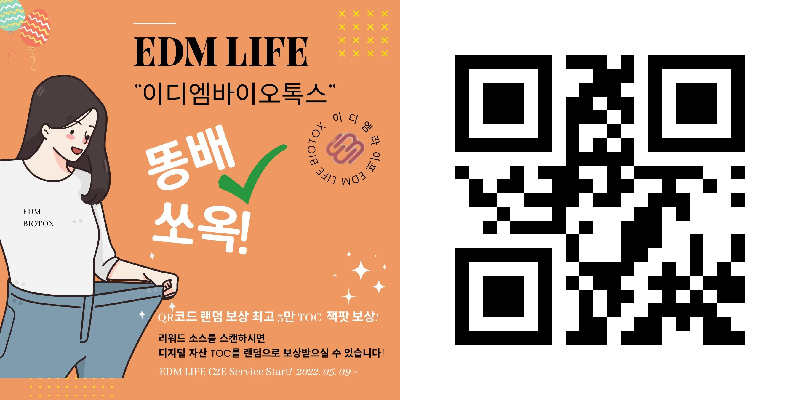 EDM LIFE
"이디엠바이오톡스"
똥배
쏘옥!
이디엠라이프 EDM LIFE BIOTOX
EDM
BIOTOX
QR코드 랜덤 보상 최고 5만 TOC 잭팟 보상!
리워드 소스를 스캔하시면
디지털 자산 TOC를 랜덤으로 보상받으실 수 있습니다!
EDM LIFE C2E Service Start! 2022. 05. 09 ~